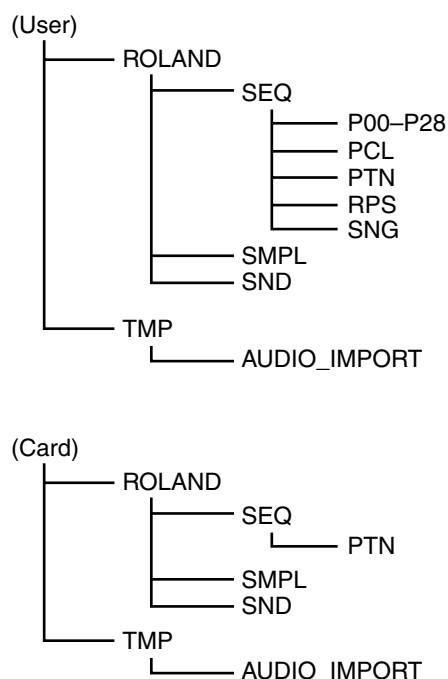 (User)
ROLAND
SEQ
P00–P28
PCL
PTN
RPS
SNG
SMPL
SND
TMP
AUDIO_IMPORT
(Card)
ROLAND
SEQ
PTN
SMPL
SND
TMP
AUDIO_IMPORT